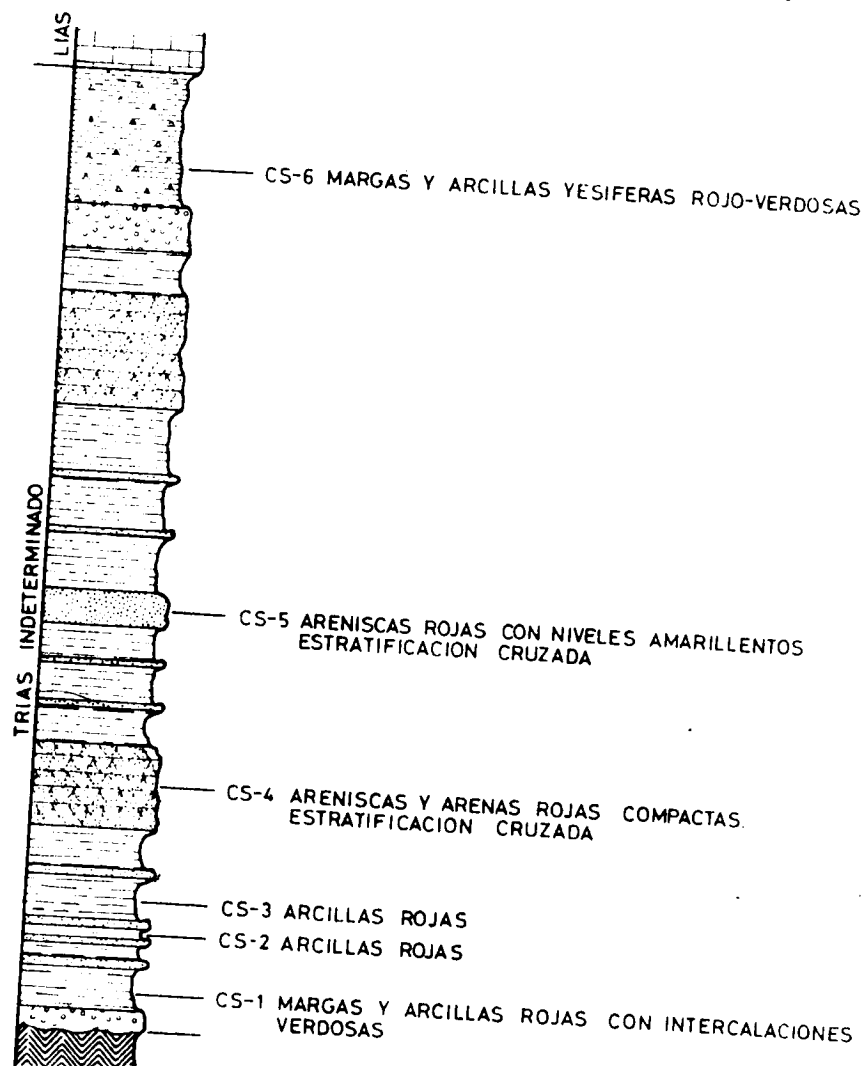 LIAS
CS-6 MARGAS Y ARCILLAS YESIFERAS ROJO-VERDOSAS
TRIAS INDETERMINADO
CS-5 ARENISCAS ROJAS CON NIVELES AMARILLENTOS
ESTRATIFICACION CRUZADA
CS-4 ARENISCAS Y ARENAS ROJAS COMPACTAS.
ESTRATIFICACION CRUZADA
CS-3 ARCILLAS ROJAS
CS-2 ARCILLAS ROJAS
CS-1 MARGAS Y ARCILLAS ROJAS CON INTERCALACIONES
VERDOSAS